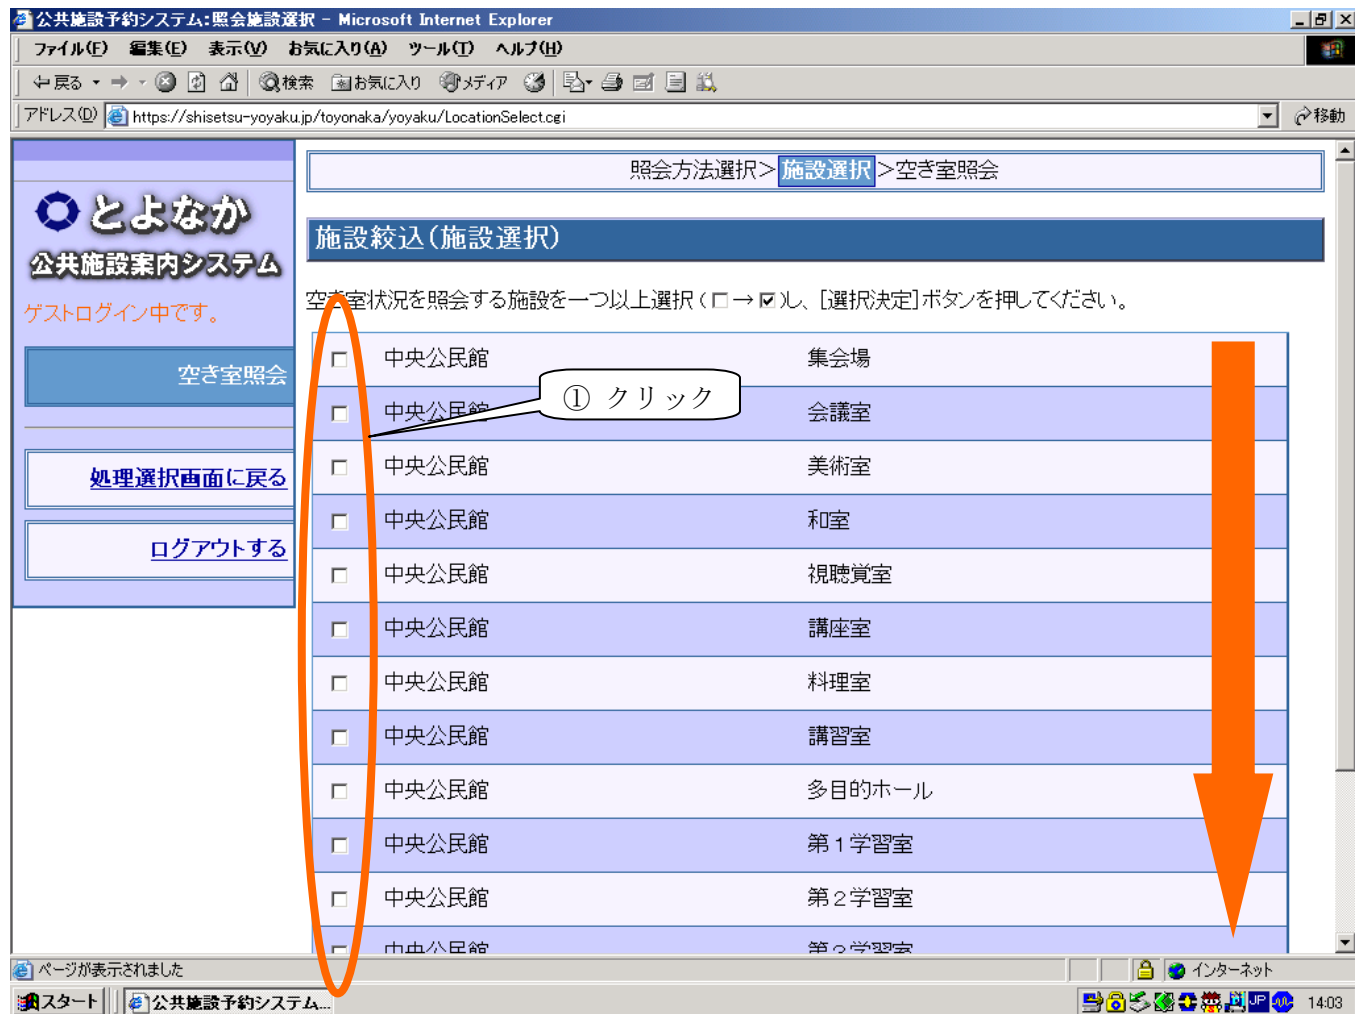 公共施設予約システム:照会施設選択 - Microsoft Internet Explorer
ファイル(F) 編集(E) 表示(V) お気に入り(A) ツール(T) ヘルプ(H)
戻る 検索 お気に入り メディア
アドレス(D) https://shisetsu-yoyaku.jp/toyonaka/yoyaku/LocationSelect.cgi 移動
とよなか
公共施設案内システム
ゲストログイン中です。
空き室照会
処理選択画面に戻る
ログアウトする
照会方法選択>施設選択>空き室照会
施設絞込(施設選択)
空き室状況を照会する施設を一つ以上選択(□→☑)し、[選択決定]ボタンを押してください。
中央公民館 集会場
① クリック
中央公民館 会議室
中央公民館 美術室
中央公民館 和室
中央公民館 視聴覚室
中央公民館 講座室
中央公民館 料理室
中央公民館 講習室
中央公民館 多目的ホール
中央公民館 第1学習室
中央公民館 第2学習室
中央公民館 第3学習室
ページが表示されました インターネット
スタート 公共施設予約システム... JP 14:03